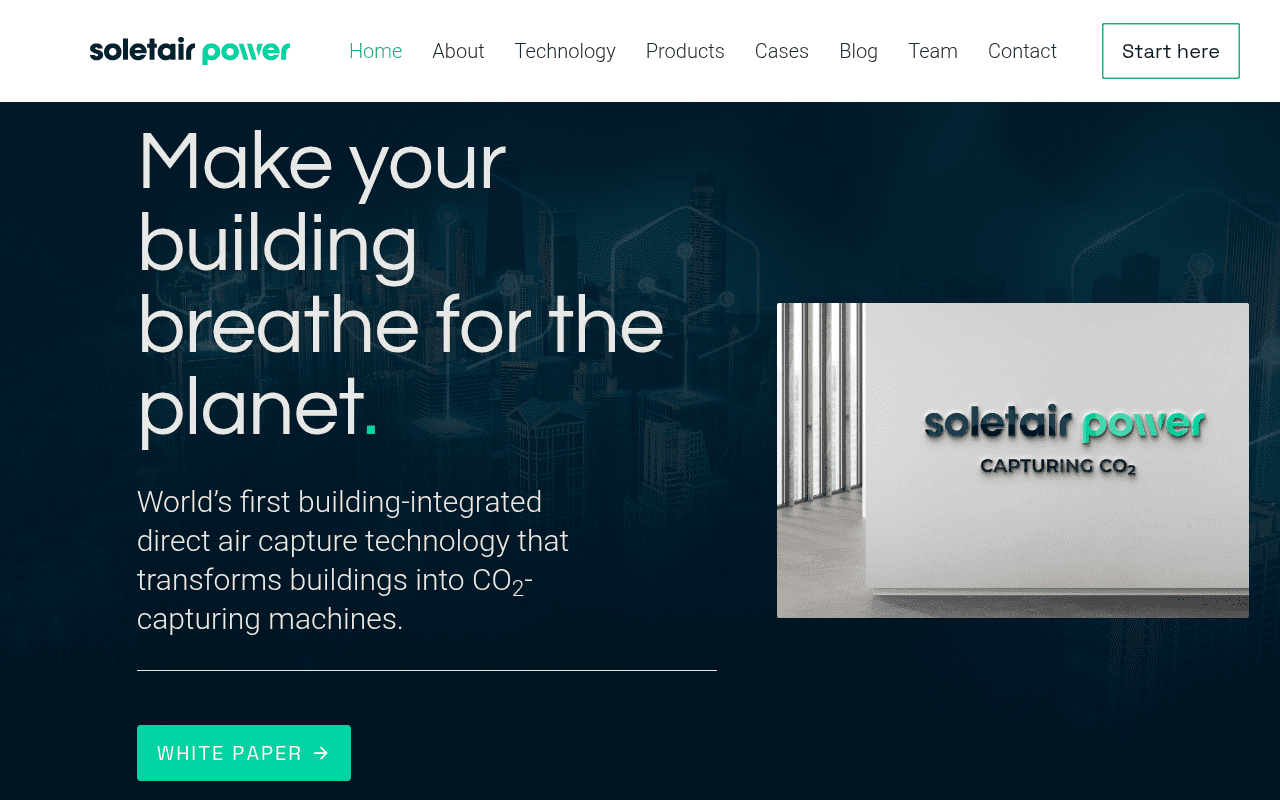 soletair power
Home About Technology Products Cases Blog Team Contact Start here
Make your
building
breathe for the
planet.
World’s first building-integrated
direct air capture technology that
transforms buildings into CO₂-
capturing machines.
soletair power
CAPTURING CO₂
WHITE PAPER →